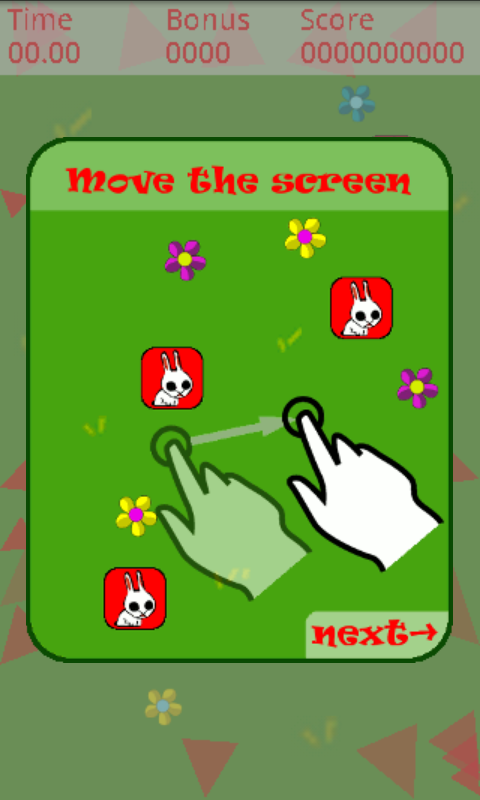 Time Bonus Score
00.00 0000 0000000000
Move the screen
next→